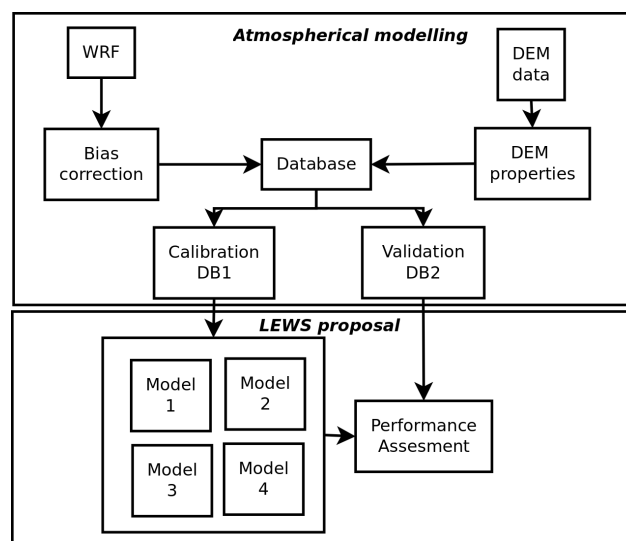 Atmospherical modelling
WRF
DEM
data
Bias
correction
Database
DEM
properties
Calibration
DB1
Validation
DB2
LEWS proposal
Model
1
Model
2
Model
3
Model
4
Performance
Assesment